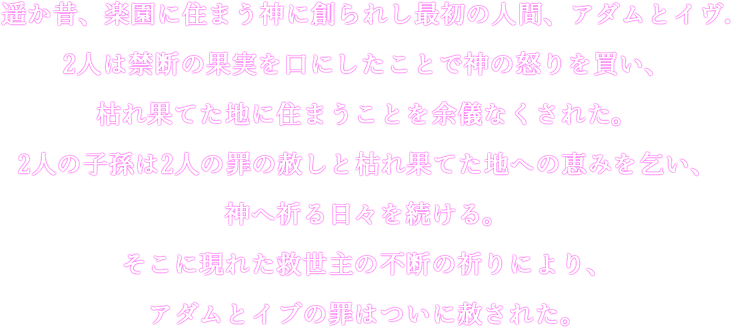 遥か昔、楽園に住まう神に創られし最初の人間、アダムとイヴ.
2人は禁断の果実を口にしたことで神の怒りを買い、
枯れ果てた地に住まうことを余儀なくされた。
2人の子孫は2人の罪の赦しと枯れ果てた地への恵みを乞い、
神へ祈る日々を続ける。
そこに現れた救世主の不断の祈りにより、
アダムとイブの罪はついに赦された。